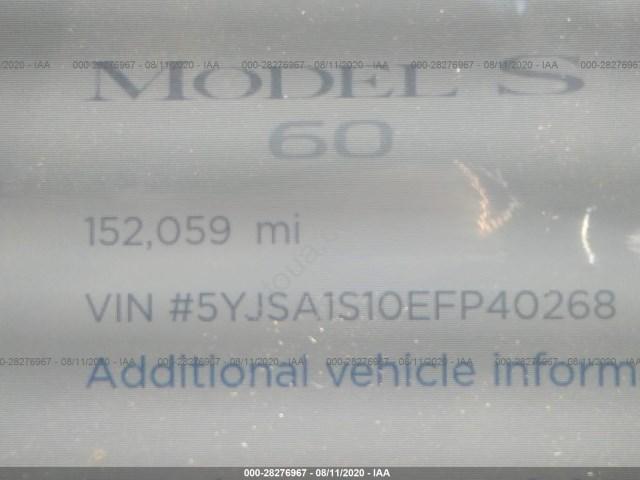 000-28276967 - 08/11/2020 - IAA
MODEL S
60
152,059 mi
VIN #5YJSA1S10EFP40268
000-28276967 - 08/11/2020 - IAA
Additional vehicle inform
000-28276967 - 08/11/2020 - IAA